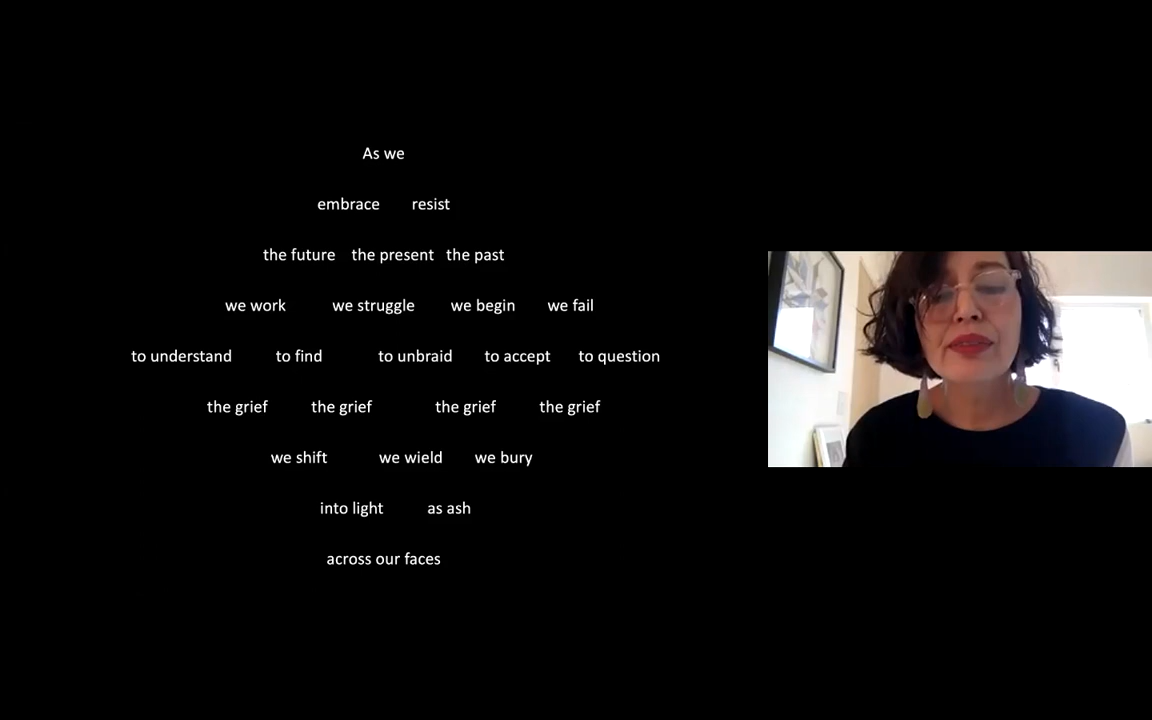 As we
embrace resist
the future the present the past
we work we struggle we begin we fail
to understand to find to unbraid to accept to question
the grief the grief the grief the grief
we shift we wield we bury
into light as ash
across our faces